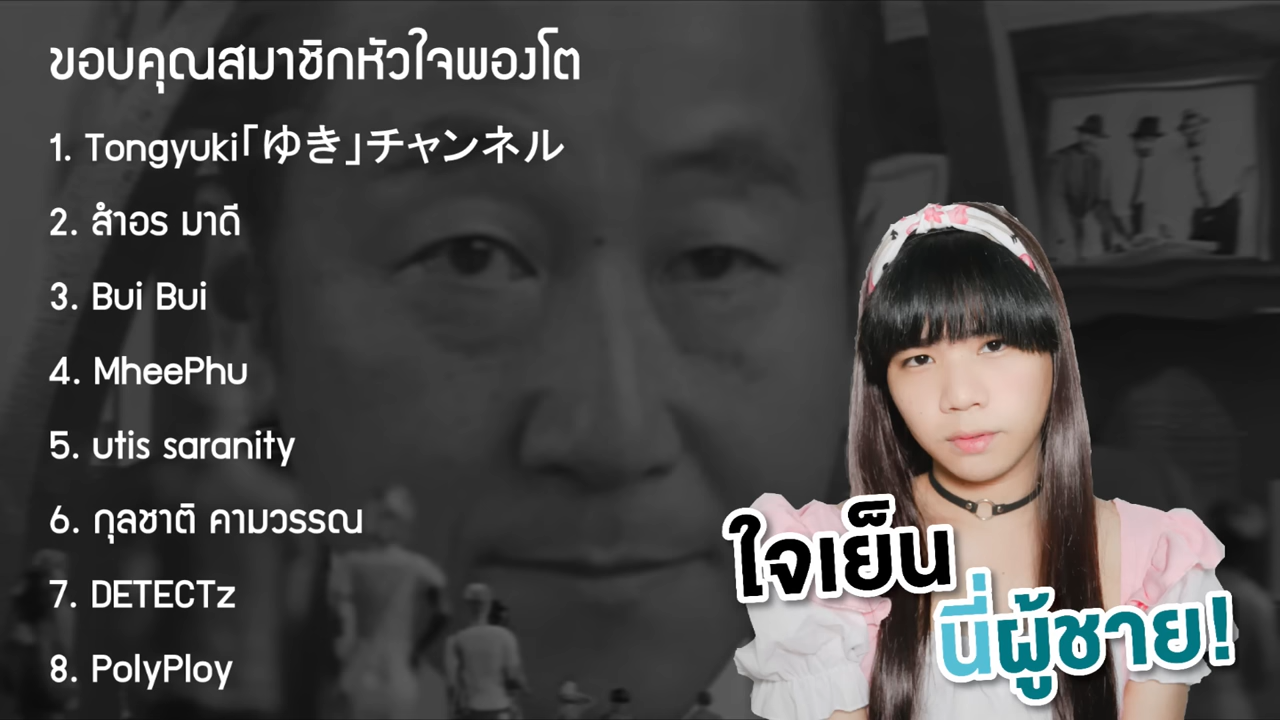 ขอบคุณสมาชิกหัวใจพองโต
1. Tongyuki「ゆき」チャンネル
2. สำอร มาดี
3. Bui Bui
4. MheePhu
5. utis saranity
6. กุลชาติ คามวรรณ
7. DETECTz
8. PolyPloy
ใจเย็น
นี่ผู้ชาย!